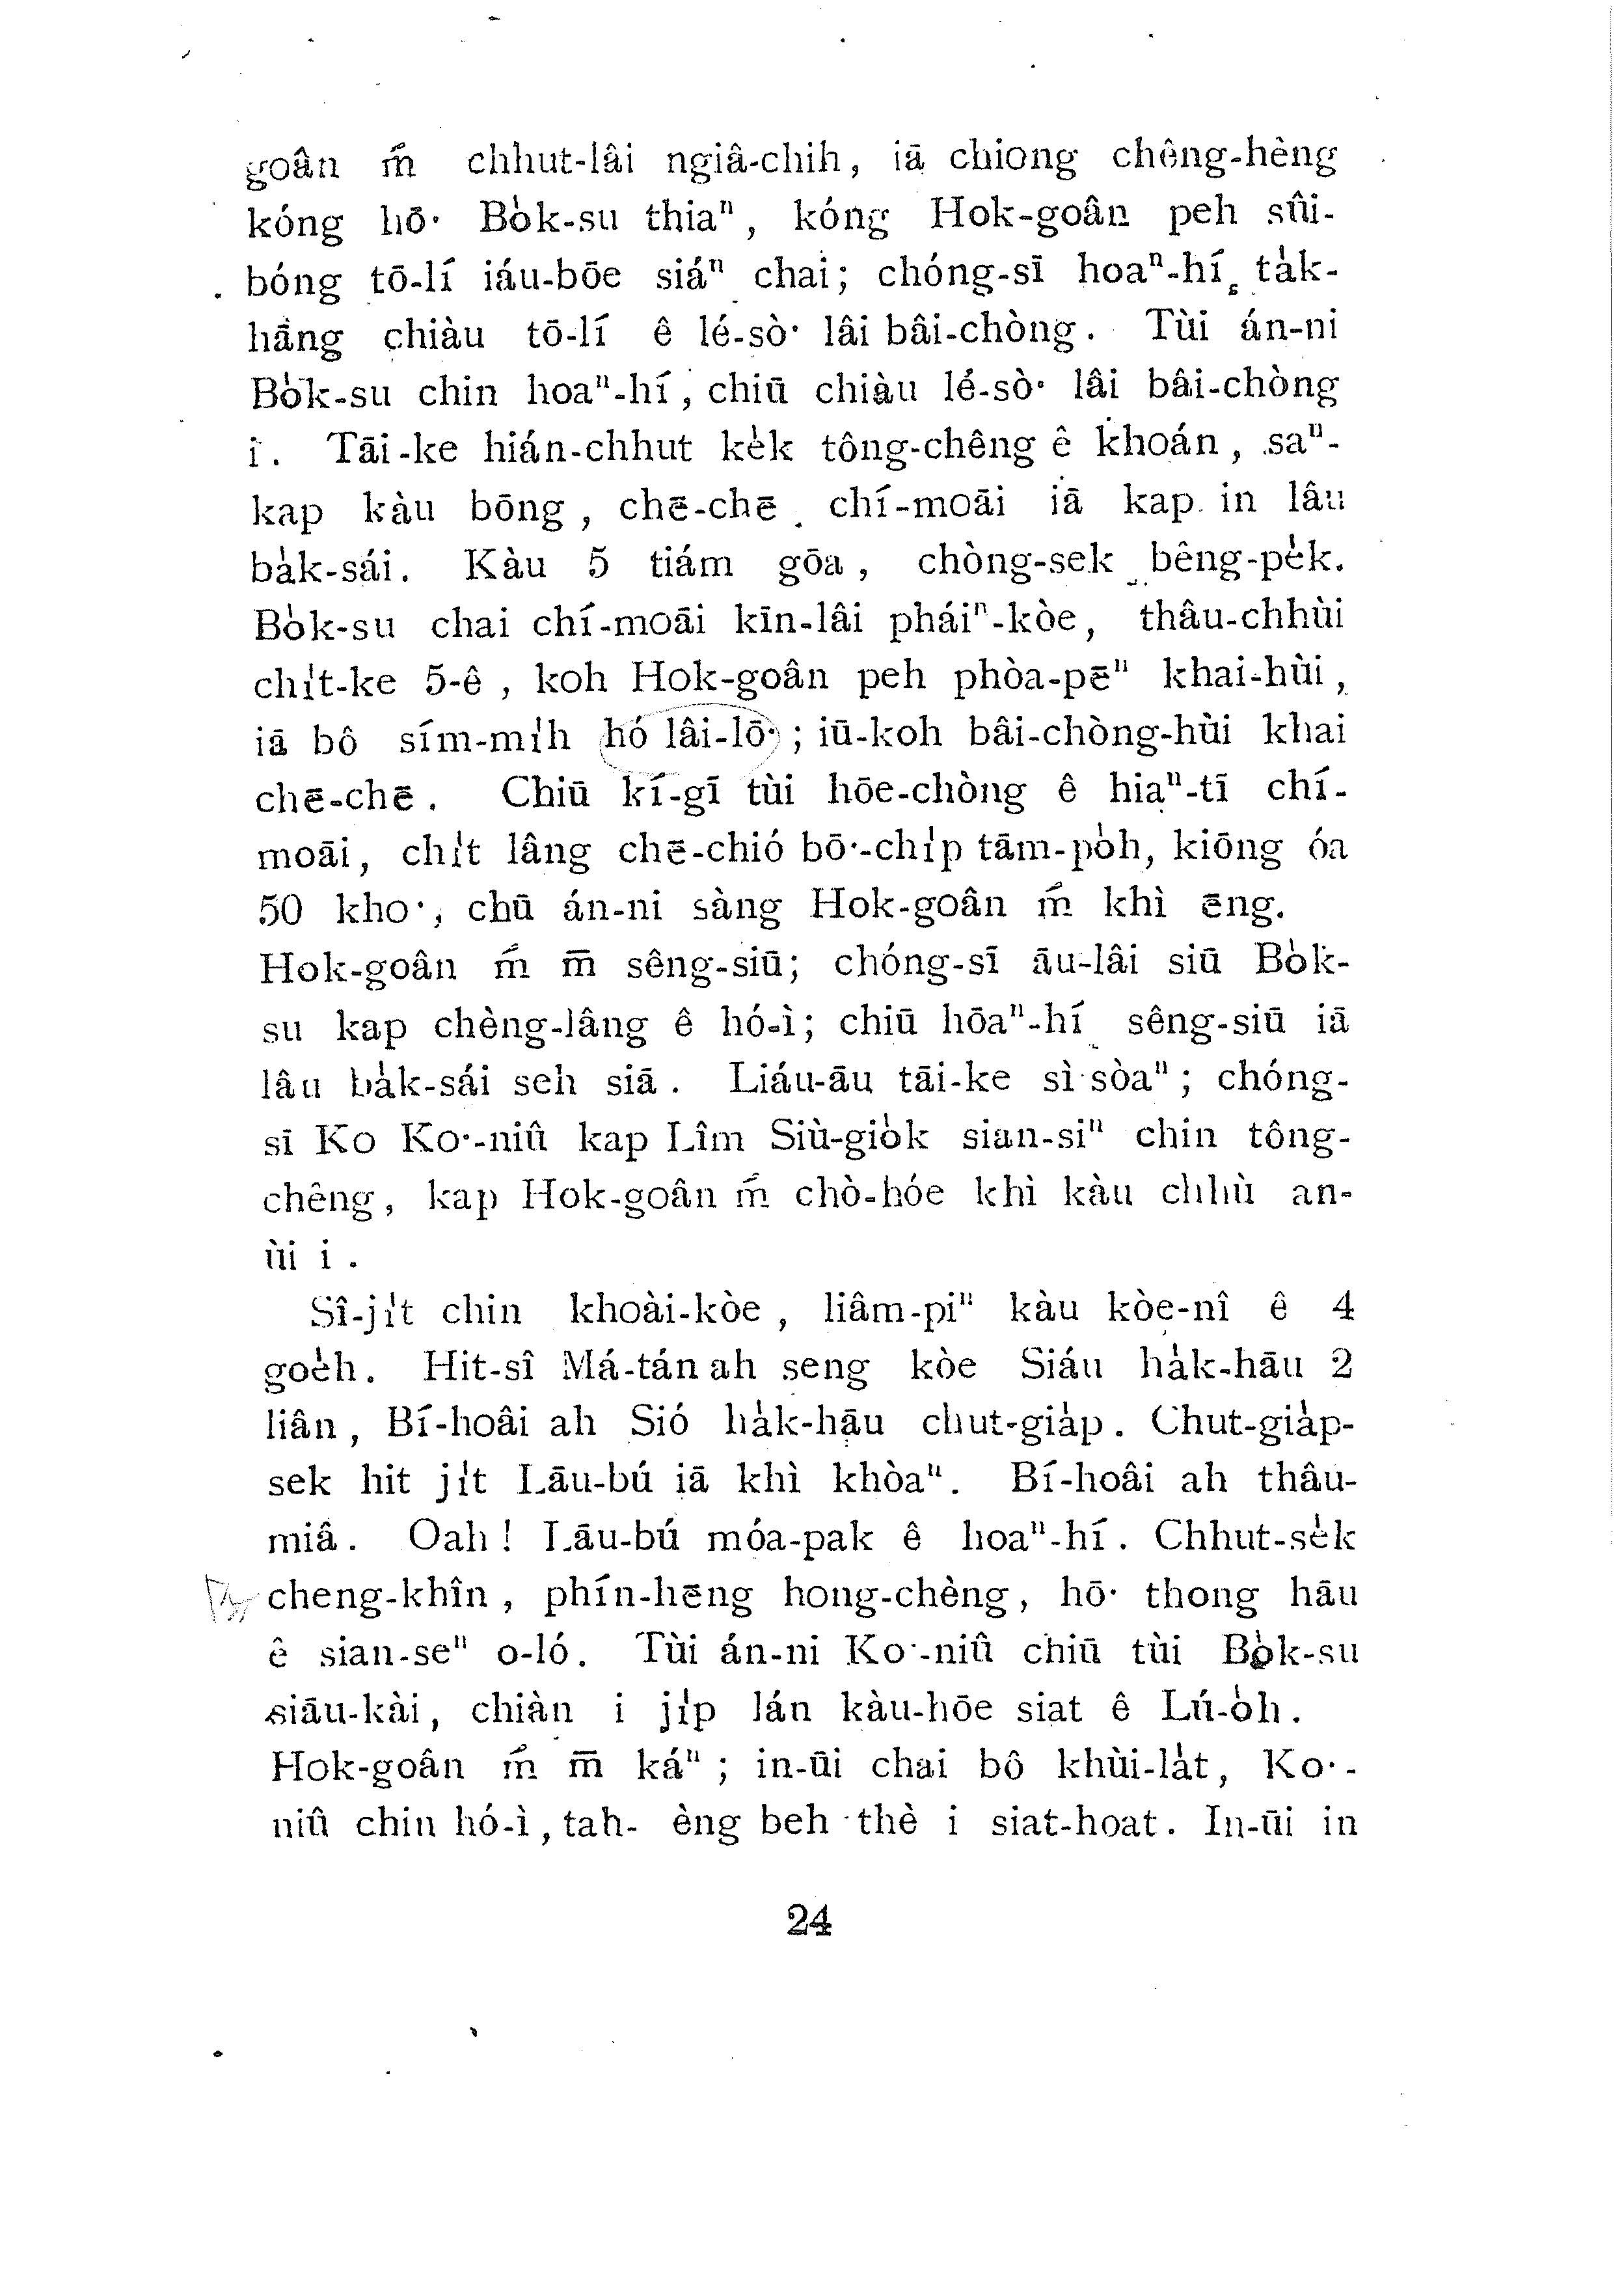 goân ḿ chhut-lâi ngiâ-chih, iā chiong chêng-hèng
kóng hō͘ Bo̍k-su thiaⁿ, kóng Hok-goân peh sûi-
bóng tō-lí iáu-bōe siáⁿ chai; chóng-sī hoaⁿ-hí ta̍k-
hāng chiàu tō-lí ê lé-sò͘ lâi bâi-chòng. Tùi án-ni
Bo̍k-su chin hoaⁿ-hí, chiū chiàu lé-sò͘ lâi bâi-chòng
i. Tāi-ke hián-chhut ke̍k tông-chêng ê khoán, saⁿ-
kap kàu bōng, chē-chē chí-moāi iā kap in lâu
ba̍k-sái. Kàu 5 tiám gōa, chòng-sek bêng-pe̍k.
Bo̍k-su chai chí-moāi kīn-lâi pháiⁿ-kòe, thâu-chhùi
chi̍t-ke 5-ê, koh Hok-goân peh phòa-pēⁿ khai-hùi,
iā bô sím-mi̍h hó lâi-lō͘; iū-koh bâi-chòng-hùi khai
chē-chē. Chiū kí-gī tùi hōe-chòng ê hiaⁿ-tī chí-
moāi, chi̍t lâng chē-chió bō͘-chi̍p tām-po̍h, kiōng óa
50 kho͘, chū án-ni sàng Hok-goân ḿ khì ēng.
Hok-goân ḿ m̄ sêng-siū; chóng-sī āu-lâi siū Bo̍k-
su kap chèng-lâng ê hó-ì; chiū hōaⁿ-hí sêng-siū iā
lâu ba̍k-sái seh siā. Liáu-āu tāi-ke sì-sòaⁿ; chóng-
sī Ko Ko͘-niû kap Lîm Siù-gio̍k sian-siⁿ chin tông-
chêng, kap Hok-goân ḿ chò-hóe khì kàu chhù an-
ùi i.
Sî-ji̍t chin khoài-kòe, liâm-piⁿ kàu kòe-nî ê 4
goe̍h. Hit-sî Má-tán ah seng kòe Siáu ha̍k-hāu 2
liân, Bí-hoâi ah Sió ha̍k-hāu chut-gia̍p. Chut-gia̍p-
sek hit ji̍t Lāu-bú iā khì khòaⁿ. Bí-hoâi ah thâu-
miâ. Oah! Lāu-bú móa-pak ê hoaⁿ-hí. Chhut-se̍k
cheng-khîn, phín-hēng hong-chèng, hō͘ thong hāu
ê sian-seⁿ o-ló. Tùi án-ni Ko͘-niû chiū tùi Bo̍k-su
siāu-kài, chiàn i ji̍p lán kàu-hōe siat ê Lú-o̍h.
Hok-goân ḿ m̄ káⁿ; in-ūi chai bô khùi-la̍t, Ko͘-
niû chin hó-ì, tah-èng beh thè i siat-hoat. In-ūi in
24